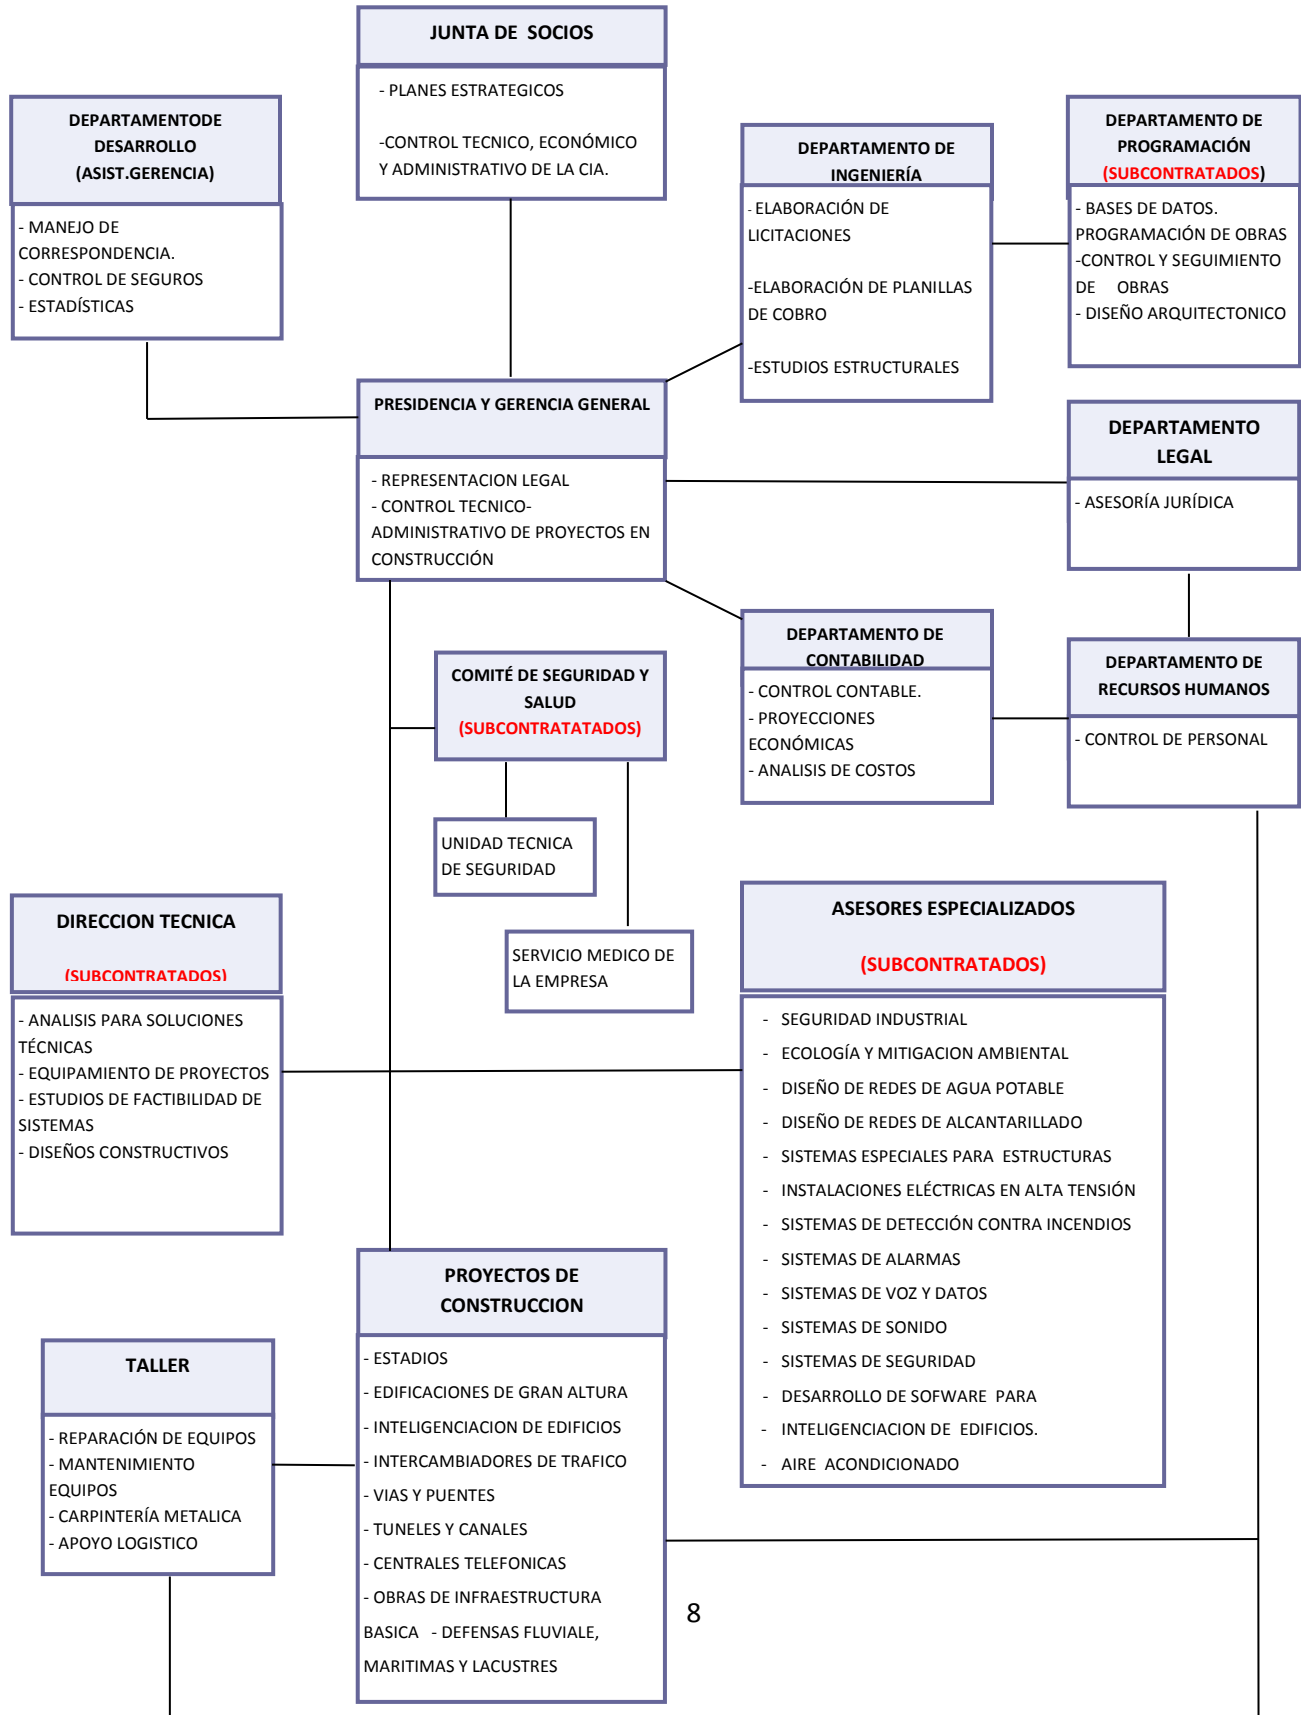 JUNTA DE  SOCIOS
- PLANES ESTRATEGICOS
-CONTROL TECNICO, ECONÓMICO
Y ADMINISTRATIVO DE LA CIA.
DEPARTAMENTODE
DESARROLLO
(ASIST.GERENCIA)
- MANEJO DE
CORRESPONDENCIA.
- CONTROL DE SEGUROS
- ESTADÍSTICAS
DEPARTAMENTO DE
INGENIERÍA
- ELABORACIÓN DE
LICITACIONES
-ELABORACIÓN DE PLANILLAS
DE COBRO
-ESTUDIOS ESTRUCTURALES
DEPARTAMENTO DE
PROGRAMACIÓN
(SUBCONTRATADOS)
- BASES DE DATOS.
PROGRAMACIÓN DE OBRAS
-CONTROL Y SEGUIMIENTO
DE    OBRAS
- DISEÑO ARQUITECTONICO
PRESIDENCIA Y GERENCIA GENERAL
- REPRESENTACION LEGAL
- CONTROL TECNICO-
ADMINISTRATIVO DE PROYECTOS EN
CONSTRUCCIÓN
DEPARTAMENTO
LEGAL
- ASESORÍA JURÍDICA
DEPARTAMENTO DE
CONTABILIDAD
- CONTROL CONTABLE.
- PROYECCIONES
ECONÓMICAS
- ANALISIS DE COSTOS
DEPARTAMENTO DE
RECURSOS HUMANOS
- CONTROL DE PERSONAL
COMITÉ DE SEGURIDAD Y
SALUD
(SUBCONTRATATADOS)
UNIDAD TECNICA
DE SEGURIDAD
SERVICIO MEDICO DE
LA EMPRESA
DIRECCION TECNICA
(SUBCONTRATADOS)
- ANALISIS PARA SOLUCIONES
TÉCNICAS
- EQUIPAMIENTO DE PROYECTOS
- ESTUDIOS DE FACTIBILIDAD DE
SISTEMAS
- DISEÑOS CONSTRUCTIVOS
ASESORES ESPECIALIZADOS
(SUBCONTRATADOS)
- SEGURIDAD INDUSTRIAL
- ECOLOGÍA Y MITIGACION AMBIENTAL
- DISEÑO DE REDES DE AGUA POTABLE
- DISEÑO DE REDES DE ALCANTARILLADO
- SISTEMAS ESPECIALES PARA  ESTRUCTURAS
- INSTALACIONES ELÉCTRICAS EN ALTA TENSIÓN
- SISTEMAS DE DETECCIÓN CONTRA INCENDIOS
- SISTEMAS DE ALARMAS
- SISTEMAS DE VOZ Y DATOS
- SISTEMAS DE SONIDO
- SISTEMAS DE SEGURIDAD
- DESARROLLO DE SOFWARE  PARA
- INTELIGENCIACION DE  EDIFICIOS.
- AIRE  ACONDICIONADO
PROYECTOS DE
CONSTRUCCION
- ESTADIOS
- EDIFICACIONES DE GRAN ALTURA
- INTELIGENCIACION DE EDIFICIOS
- INTERCAMBIADORES DE TRAFICO
- VIAS Y PUENTES
- TUNELES Y CANALES
- CENTRALES TELEFONICAS
- OBRAS DE INFRAESTRUCTURA
BASICA   - DEFENSAS FLUVIALE,
MARITIMAS Y LACUSTRES
TALLER
- REPARACIÓN DE EQUIPOS
- MANTENIMIENTO
EQUIPOS
- CARPINTERÍA METALICA
- APOYO LOGISTICO
8